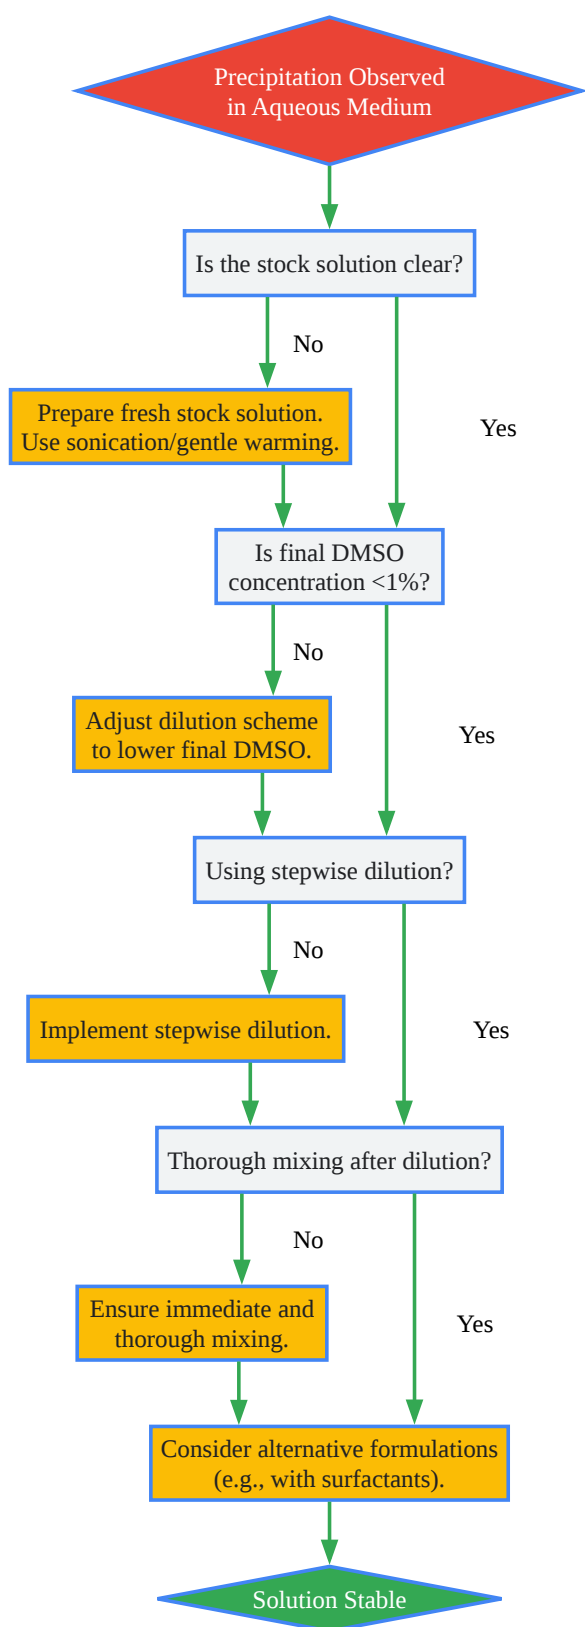 Precipitation Observed
in Aqueous Medium
Is the stock solution clear?
No
Prepare fresh stock solution.
Use sonication/gentle warming.
Yes
Is final DMSO
concentration <1%?
No
Adjust dilution scheme
to lower final DMSO.
Yes
Using stepwise dilution?
No
Implement stepwise dilution.
Yes
Thorough mixing after dilution?
No
Ensure immediate and
thorough mixing.
Yes
Consider alternative formulations
(e.g., with surfactants).
Solution Stable